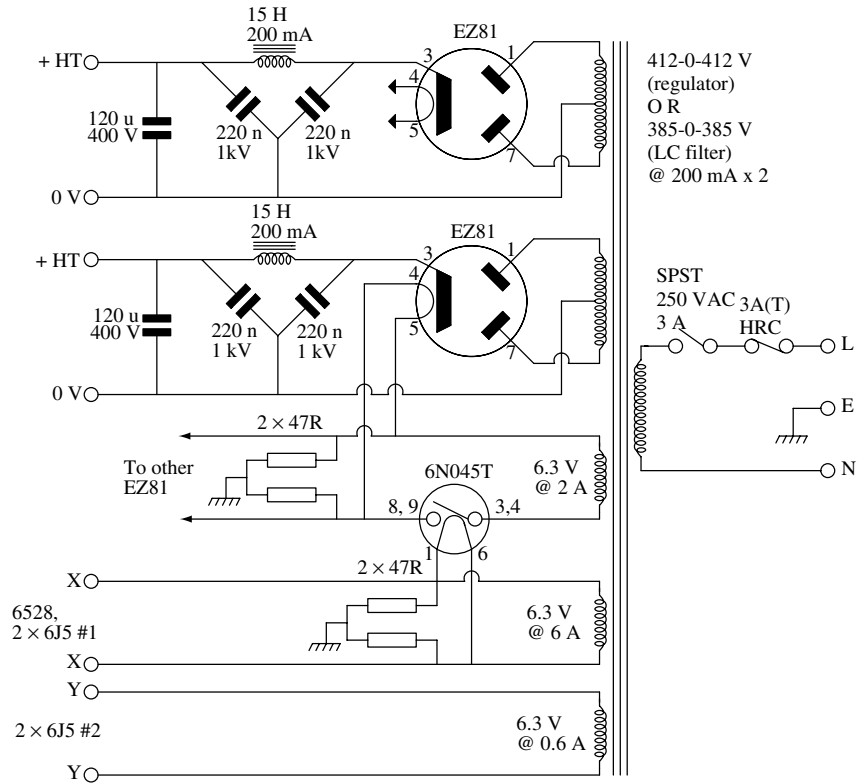 15 H
200 mA
EZ81
+ HT
3
4
5
1
7
120 u
400 V
220 n
1kV
220 n
1kV
0 V
412-0-412 V
(regulator)
O R
385-0-385 V
(LC filter)
@ 200 mA x 2
15 H
200 mA
EZ81
+ HT
3
4
5
1
7
120 u
400 V
220 n
1 kV
220 n
1 kV
0 V
SPST
250 VAC
3 A
3A(T)
HRC
L
E
N
2 × 47R
To other
EZ81
6N045T
8, 9
3,4
1
6
6.3 V
@ 2 A
2 × 47R
X
6528,
2 × 6J5 #1
X
6.3 V
@ 6 A
Y
2 × 6J5 #2
Y
6.3 V
@ 0.6 A